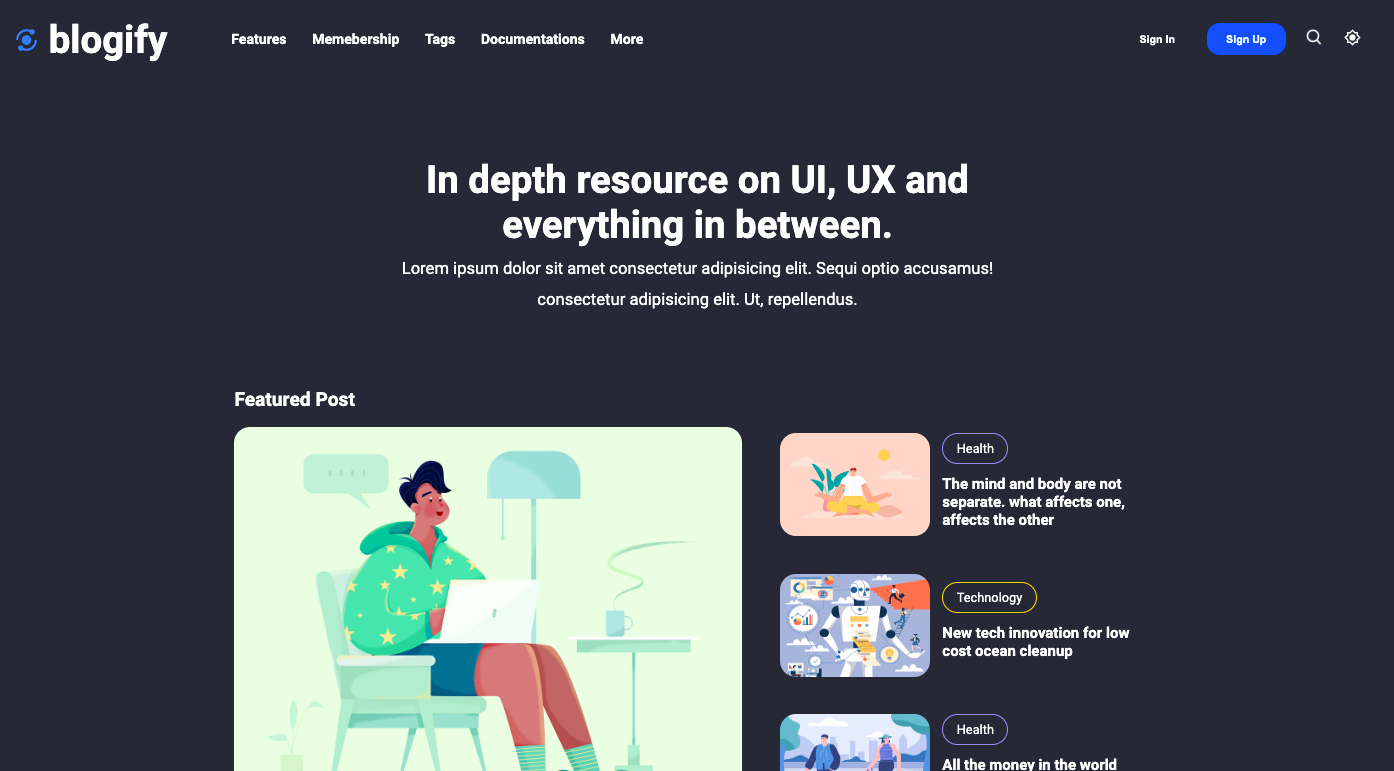 blogify
Features Memebership Tags Documentations More
Sign In Sign Up
In depth resource on UI, UX and
everything in between.
Lorem ipsum dolor sit amet consectetur adipisicing elit. Sequi optio accusamus!
consectetur adipisicing elit. Ut, repellendus.
Featured Post
Health
The mind and body are not
separate. what affects one,
affects the other
Technology
New tech innovation for low
cost ocean cleanup
Health
All the money in the world